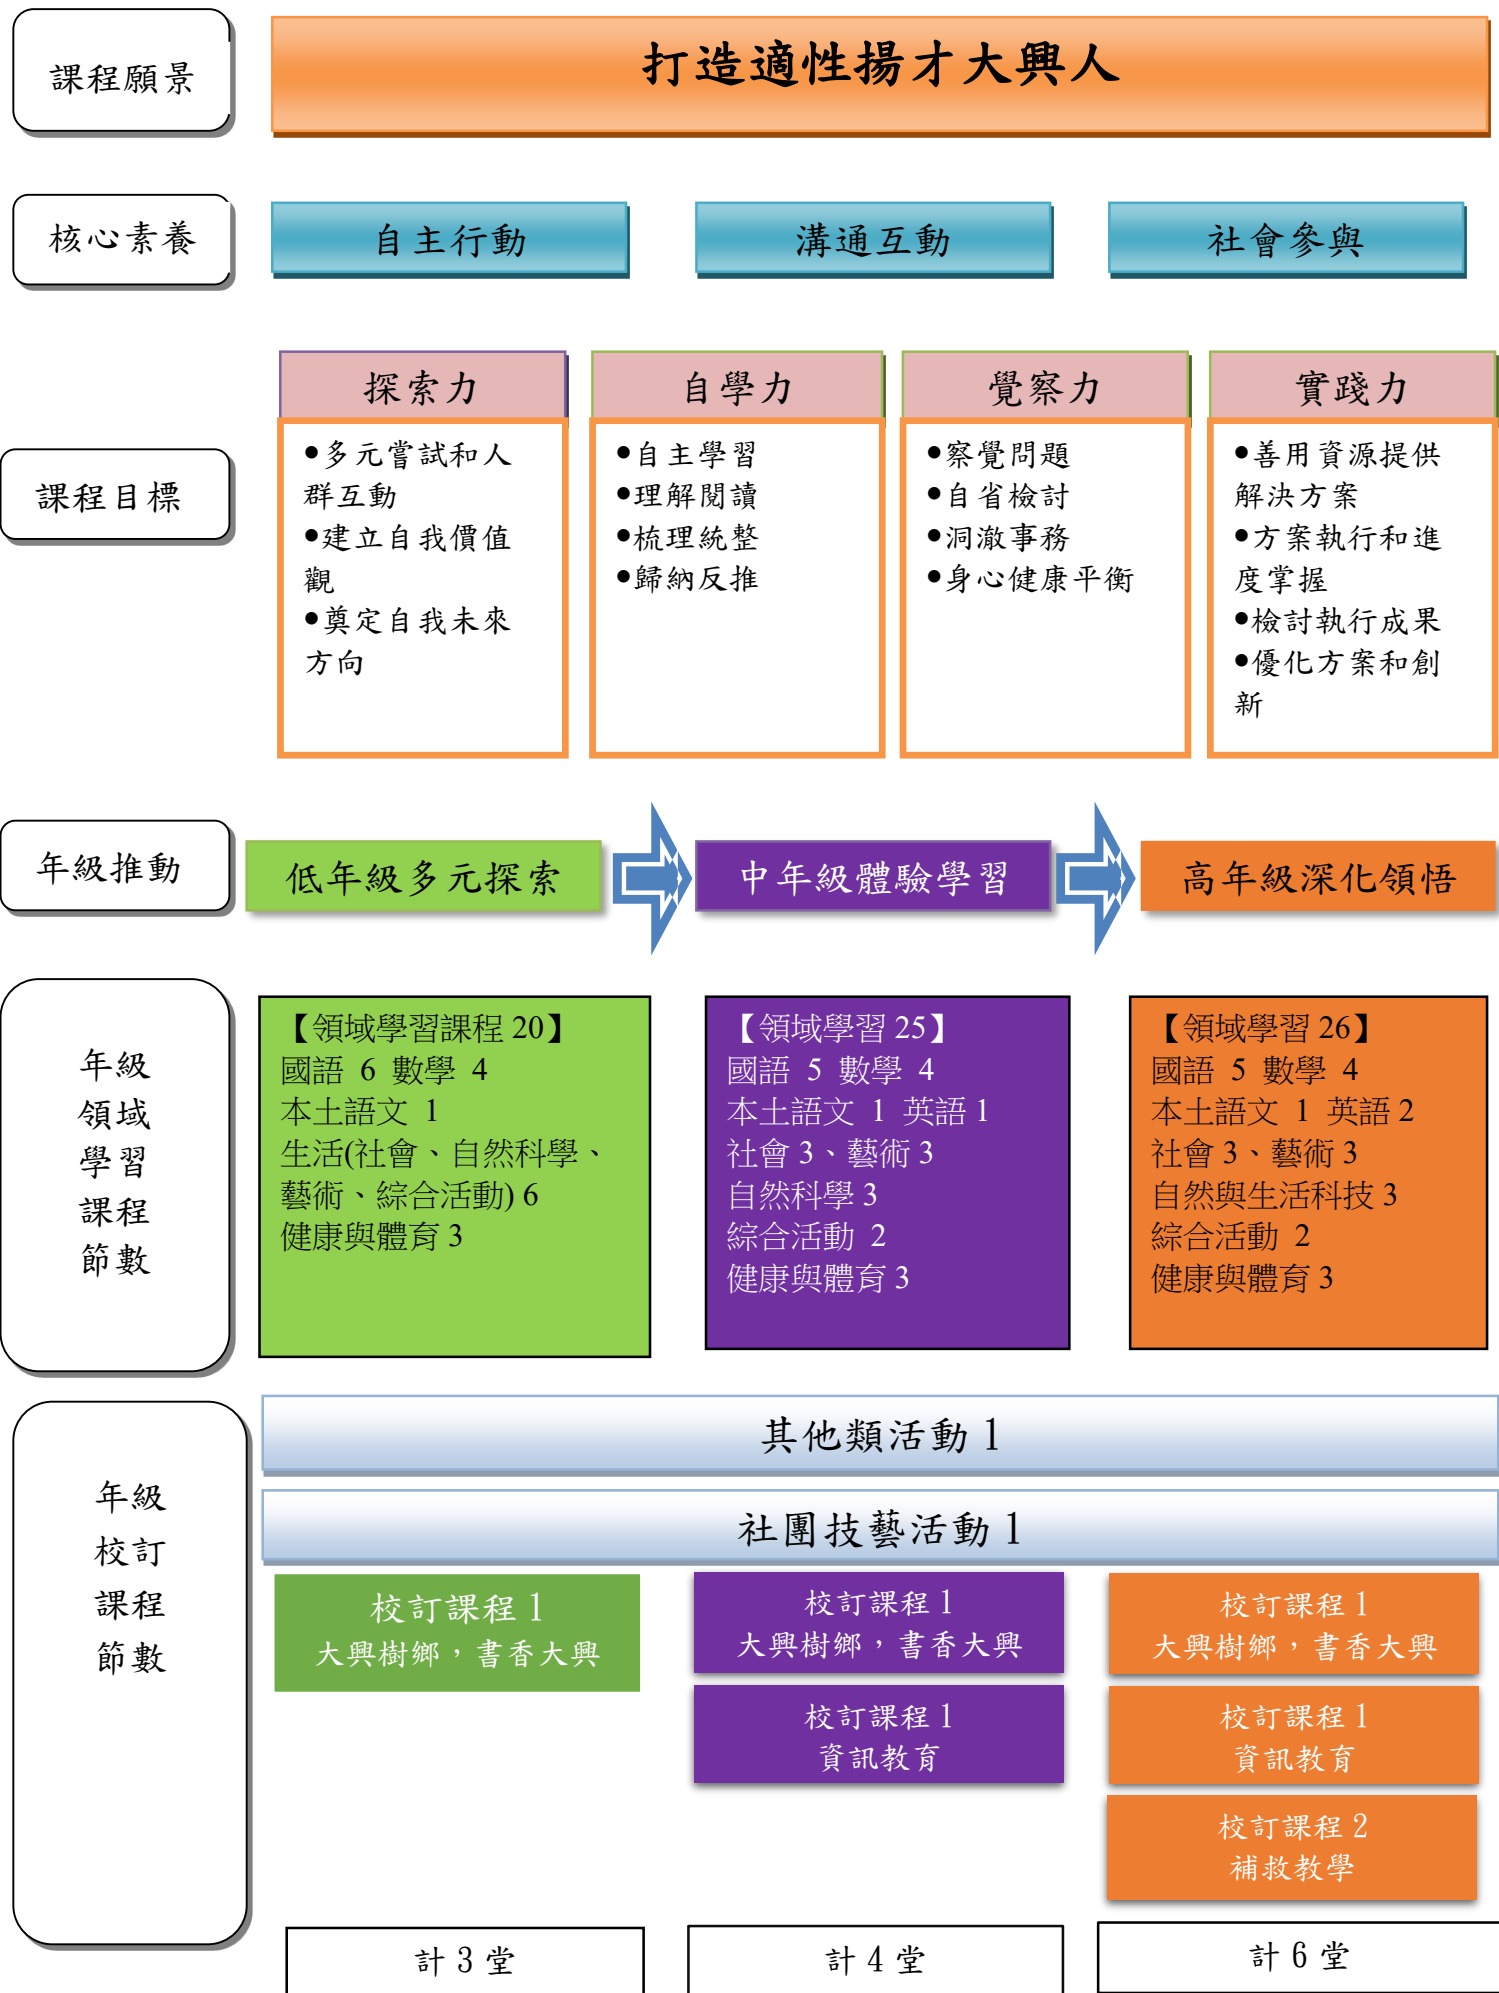 課程願景
打造適性揚才大興人
核心素養
自主行動
溝通互動
社會參與
課程目標
探索力
●多元嘗試和人
群互動
●建立自我價值
觀
●奠定自我未來
方向
自學力
●自主學習
●理解閱讀
●梳理統整
●歸納反推
覺察力
●察覺問題
●自省檢討
●洞澈事務
●身心健康平衡
實踐力
●善用資源提供
解決方案
●方案執行和進
度掌握
●檢討執行成果
●優化方案和創
新
年級推動
低年級多元探索
中年級體驗學習
高年級深化領悟
年級
領域
學習
課程
節數
【領域學習課程 20】
國語 6 數學 4
本土語文 1
生活(社會、自然科學、
藝術、綜合活動) 6
健康與體育 3
【領域學習 25】
國語 5 數學 4
本土語文 1 英語 1
社會 3、藝術 3
自然科學 3
綜合活動 2
健康與體育 3
【領域學習 26】
國語 5 數學 4
本土語文 1 英語 2
社會 3、藝術 3
自然與生活科技 3
綜合活動 2
健康與體育 3
年級
校訂
課程
節數
其他類活動 1
社團技藝活動 1
校訂課程 1
大興樹鄉，書香大興
校訂課程 1
大興樹鄉，書香大興
校訂課程 1
大興樹鄉，書香大興
校訂課程 1
資訊教育
校訂課程 1
資訊教育
校訂課程 2
補救教學
計 3 堂
計 4 堂
計 6 堂